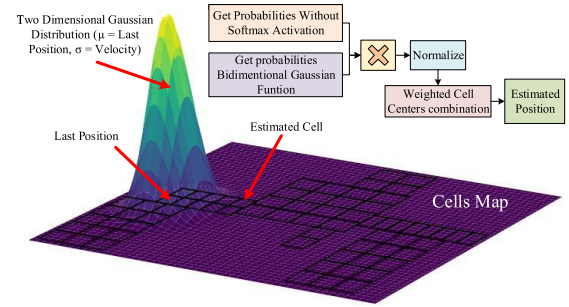 Two Dimensional Gaussian
Distribution (μ = Last
Position, σ = Velocity)
Get Probabilities Without
Softmax Activation
Get probabilities
Bidimentional Gaussian
Funtion
Normalize
Weighted Cell
Centers combination
Estimated
Position
Last Position
Estimated Cell
Cells Map